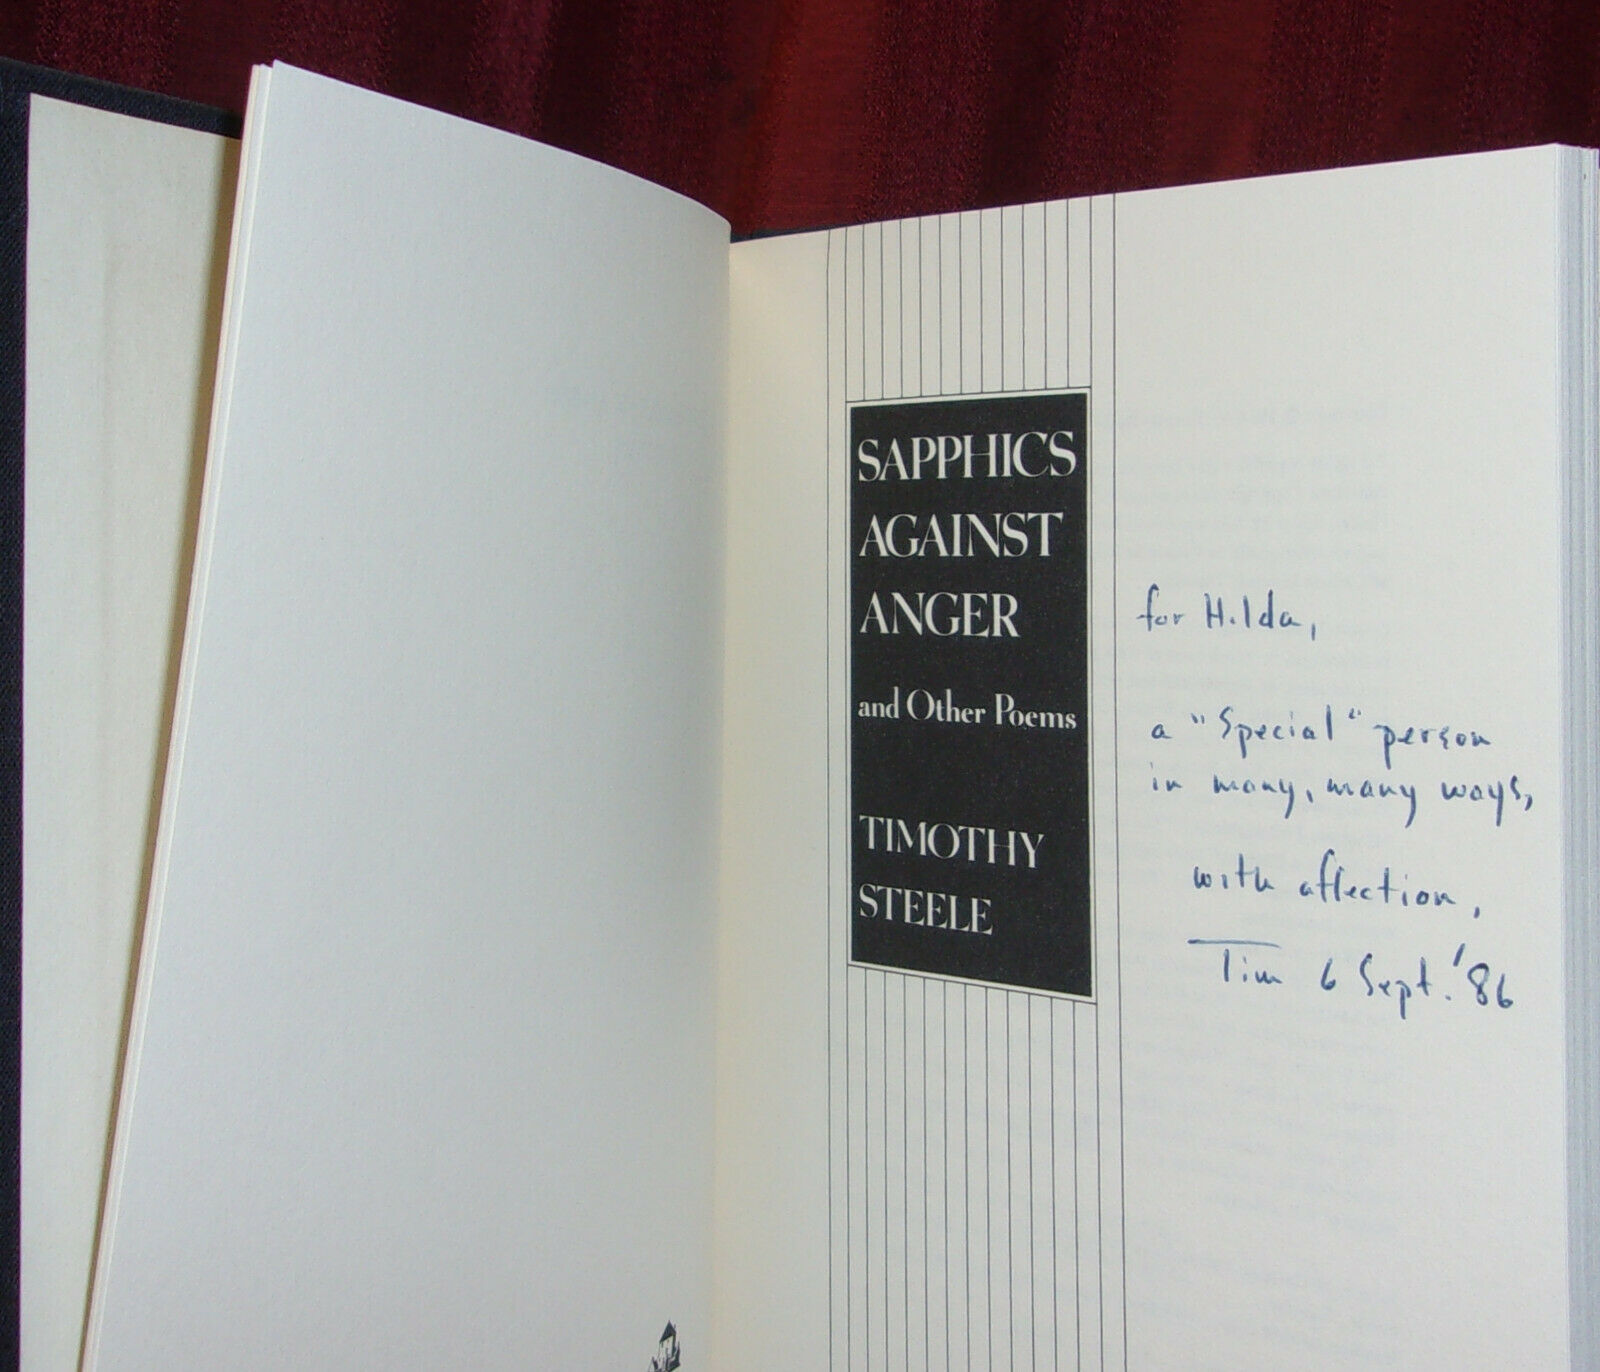 SAPPHICS
AGAINST
ANGER
and Other Poems
TIMOTHY
STEELE
for Hilda,
a "Special" person
in many, many ways,
with affection,
Tim 6 Sept. '86